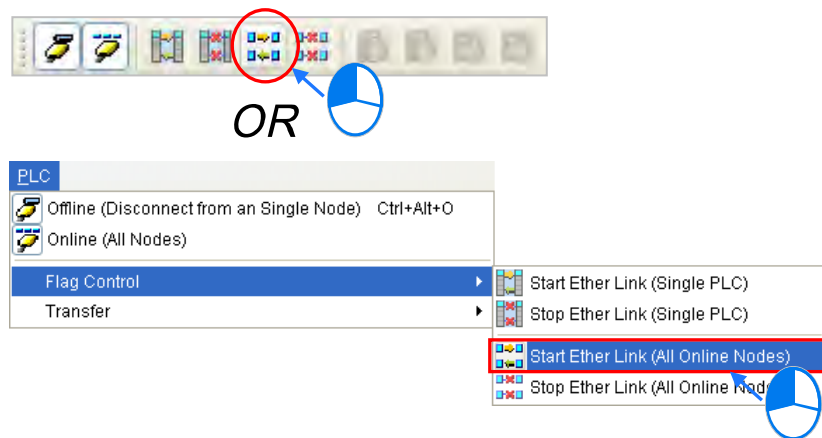 OR
PLC
Offline (Disconnect from an Single Node) Ctrl+Alt+O
Online (All Nodes)
Flag Control
Start Ether Link (Single PLC)
Transfer
Stop Ether Link (Single PLC)
Start Ether Link (All Online Nodes)
Stop Ether Link (All Online